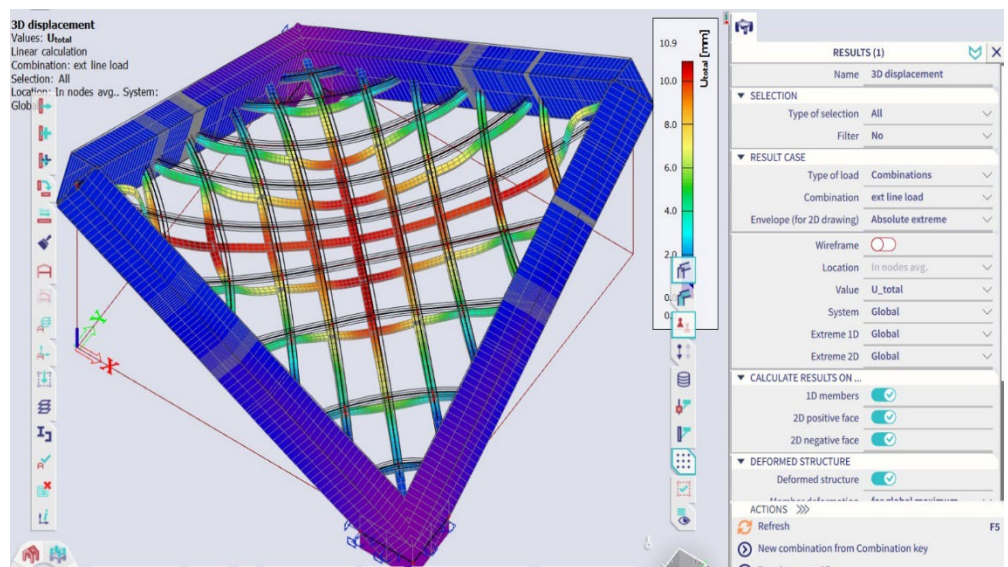 3D displacement
Values: Utotal
Linear calculation
Combination: ext line load
Selection: All
Location: In nodes avg.. System:
Global
X
X
10.9
10.0
8.0
6.0
4.0
2.0
Utotal [mm]
RESULTS (1)
Name 3D displacement
SELECTION
Type of selection All
Filter No
RESULT CASE
Type of load Combinations
Combination ext line load
Envelope (for 2D drawing) Absolute extreme
Wireframe
Location In nodes avg.
Value U_total
System Global
Extreme 1D Global
Extreme 2D Global
CALCULATE RESULTS ON ...
1D members
2D positive face
2D negative face
DEFORMED STRUCTURE
Deformed structure
ACTIONS >>>
Refresh F5
New combination from Combination key